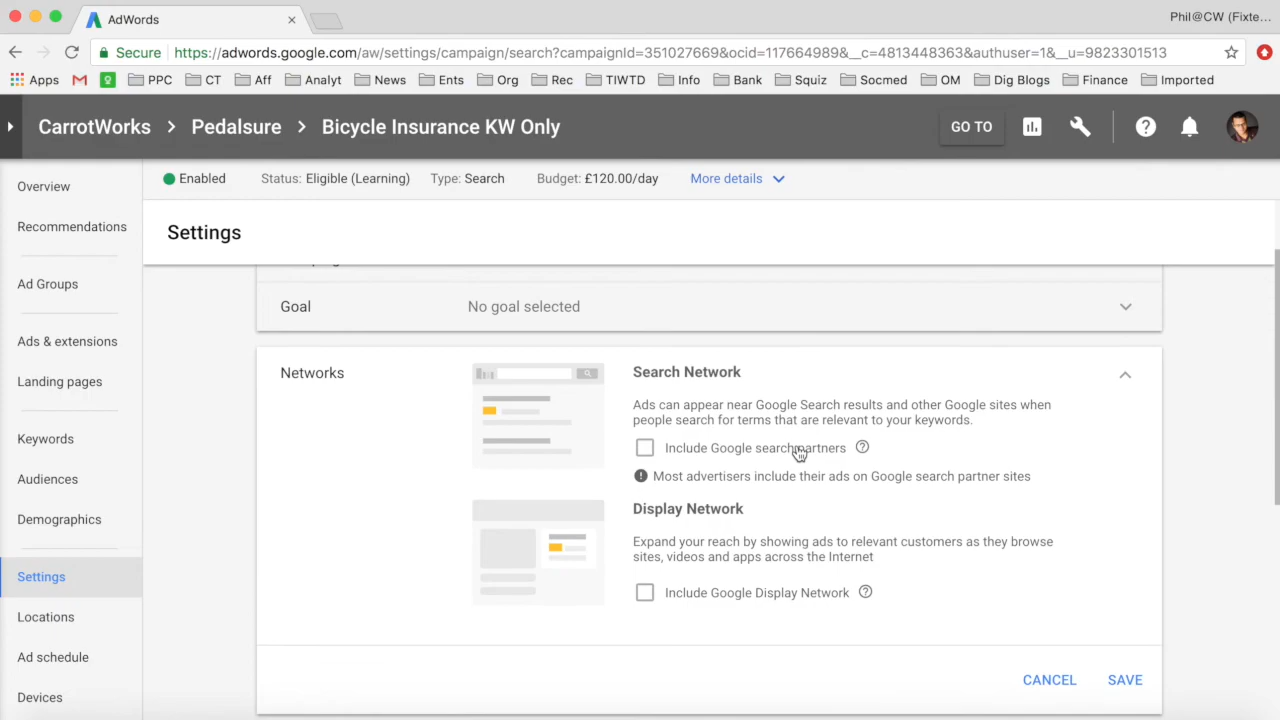 AdWords
Phil@CW (Fixte...
Secure https://adwords.google.com/aw/settings/campaign/search?campaignId=351027669&ocid=117664989&__c=4813448363&authuser=1&__u=9823301513
Apps PPC CT Aff Analyt News Ents Org Rec TIWTD Info Bank Squiz Socmed OM Dig Blogs Finance Imported
CarrotWorks > Pedalsure > Bicycle Insurance KW Only GO TO
Enabled Status: Eligible (Learning) Type: Search Budget: £120.00/day More details
Overview
Recommendations
Ad Groups
Ads & extensions
Landing pages
Keywords
Audiences
Demographics
Settings
Locations
Ad schedule
Devices
Settings
Goal No goal selected
Networks
Search Network
Ads can appear near Google Search results and other Google sites when
people search for terms that are relevant to your keywords.
Include Google search partners
Most advertisers include their ads on Google search partner sites
Display Network
Expand your reach by showing ads to relevant customers as they browse
sites, videos and apps across the Internet
Include Google Display Network
CANCEL SAVE